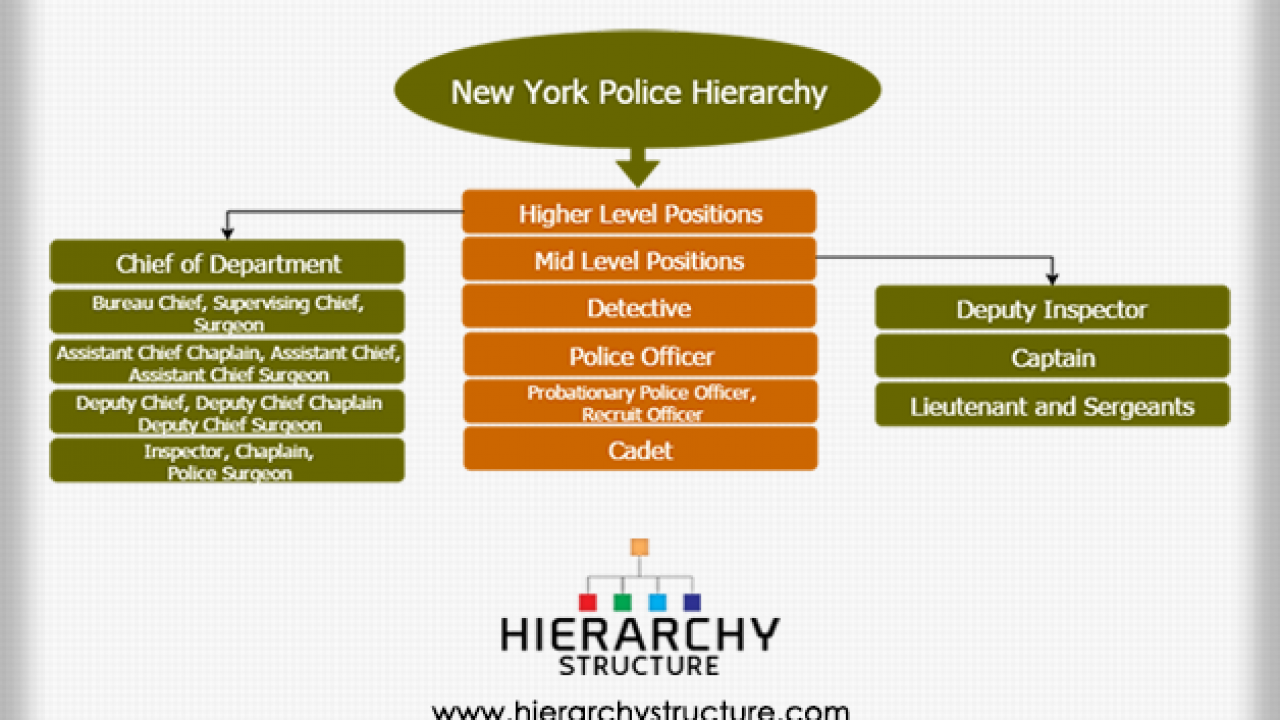 New York Police Hierarchy
Higher Level Positions
Mid Level Positions
Detective
Police Officer
Probationary Police Officer,
Recruit Officer
Cadet
Chief of Department
Bureau Chief, Supervising Chief,
Surgeon
Assistant Chief Chaplain, Assistant Chief,
Assistant Chief Surgeon
Deputy Chief, Deputy Chief Chaplain
Deputy Chief Surgeon
Inspector, Chaplain,
Police Surgeon
Deputy Inspector
Captain
Lieutenant and Sergeants
HIERARCHY
STRUCTURE
www.hierarchystructure.com